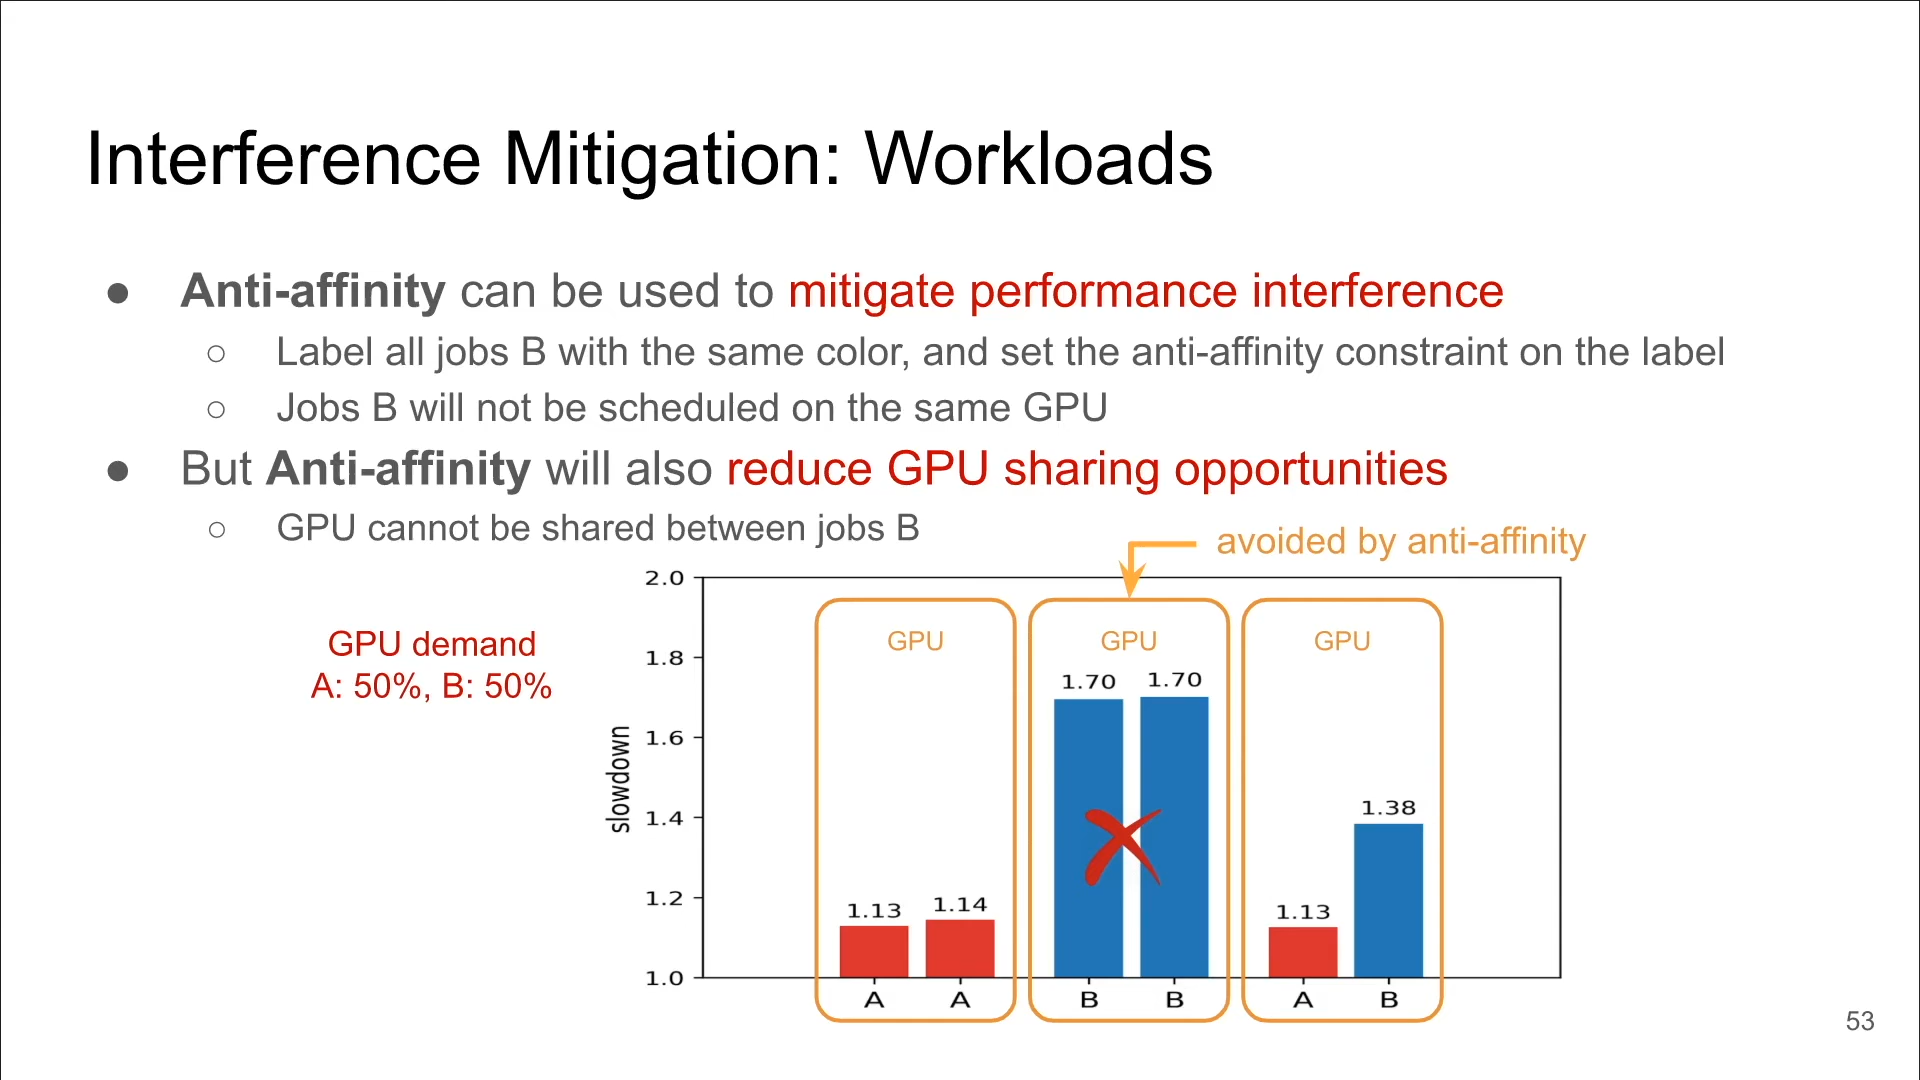 Interference Mitigation: Workloads
● Anti-affinity can be used to mitigate performance interference
○ Label all jobs B with the same color, and set the anti-affinity constraint on the label
○ Jobs B will not be scheduled on the same GPU
● But Anti-affinity will also reduce GPU sharing opportunities
○ GPU cannot be shared between jobs B
avoided by anti-affinity
GPU demand
A: 50%, B: 50%
slowdown
2.0
1.8
1.6
1.4
1.2
1.0
GPU GPU GPU
1.13 1.14 1.70 1.70 1.13 1.38
A A B B A B
53